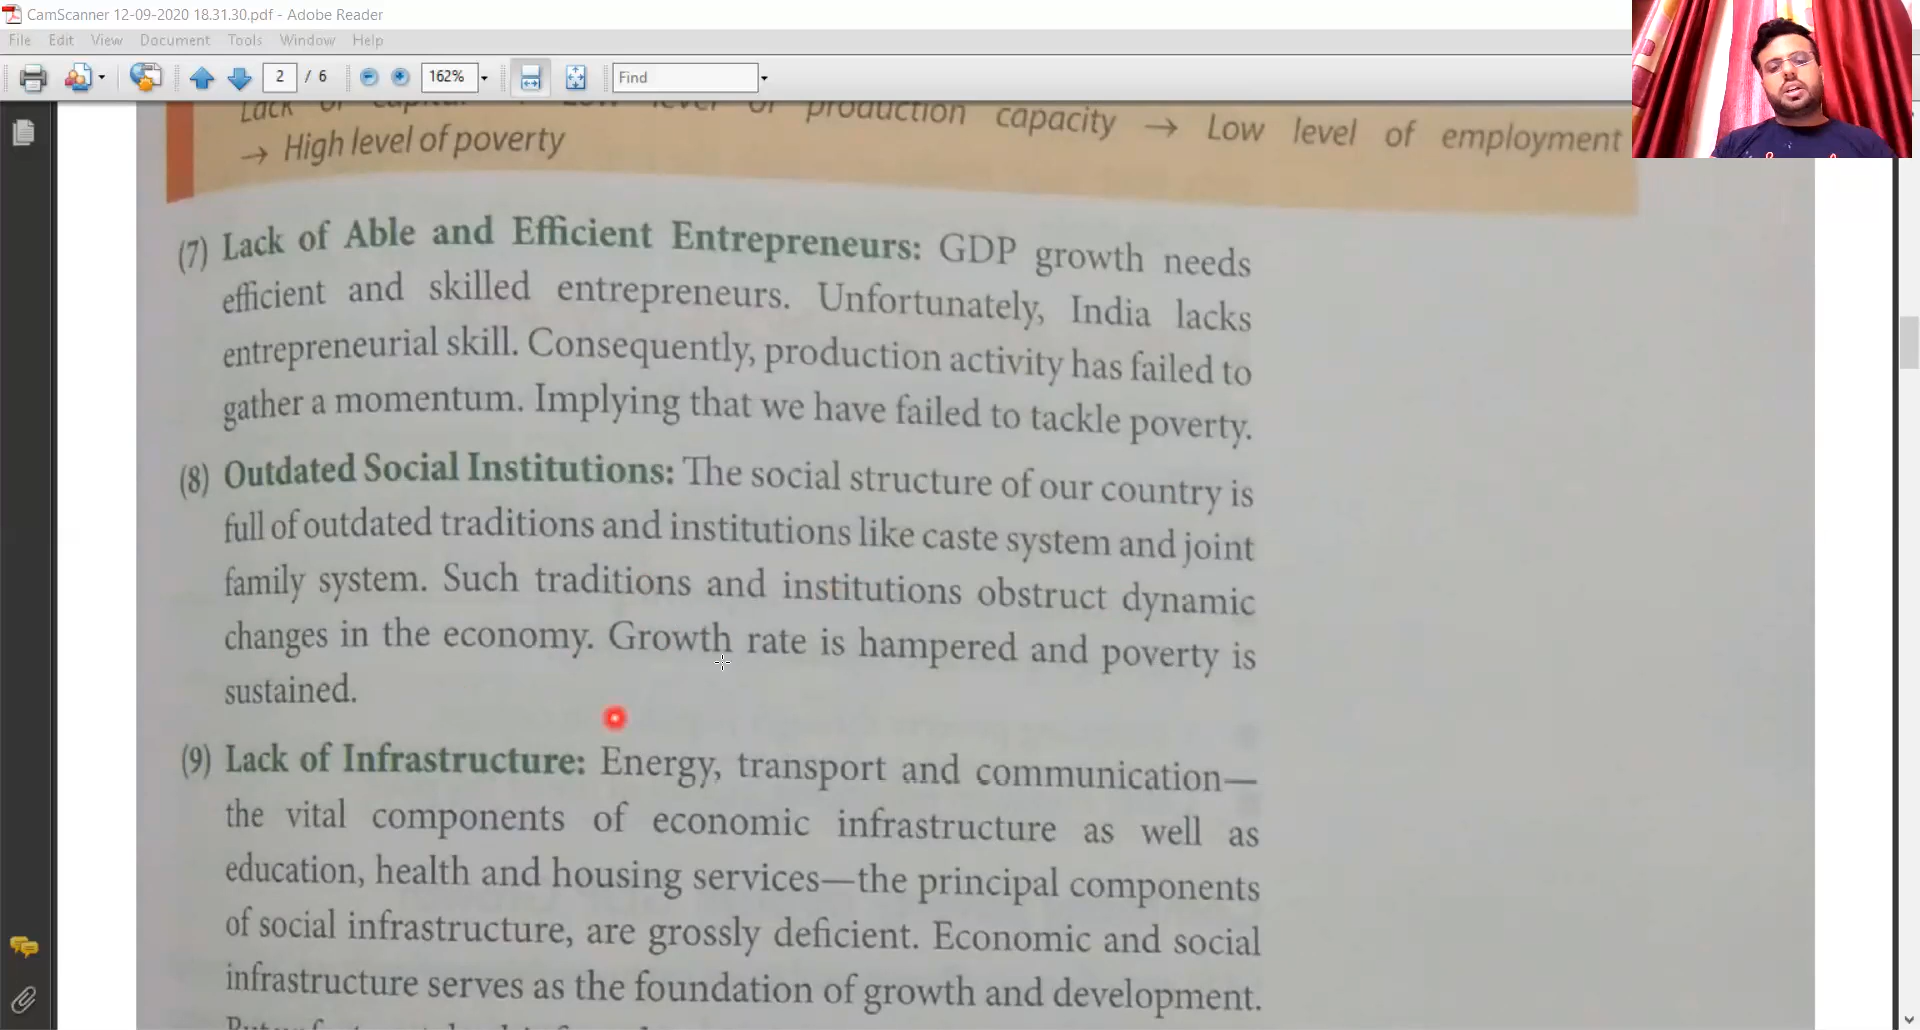 CamScanner 12-09-2020 18.31.30.pdf - Adobe Reader
File Edit View Document Tools Window Help
2 / 6 162% Find
Lack of capital → Low level of production capacity → Low level of employment
→ High level of poverty
(7) Lack of Able and Efficient Entrepreneurs: GDP growth needs
efficient and skilled entrepreneurs. Unfortunately, India lacks
entrepreneurial skill. Consequently, production activity has failed to
gather a momentum. Implying that we have failed to tackle poverty.
(8) Outdated Social Institutions: The social structure of our country is
full of outdated traditions and institutions like caste system and joint
family system. Such traditions and institutions obstruct dynamic
changes in the economy. Growth rate is hampered and poverty is
sustained.
(9) Lack of Infrastructure: Energy, transport and communication—
the vital components of economic infrastructure as well as
education, health and housing services—the principal components
of social infrastructure, are grossly deficient. Economic and social
infrastructure serves as the foundation of growth and development.